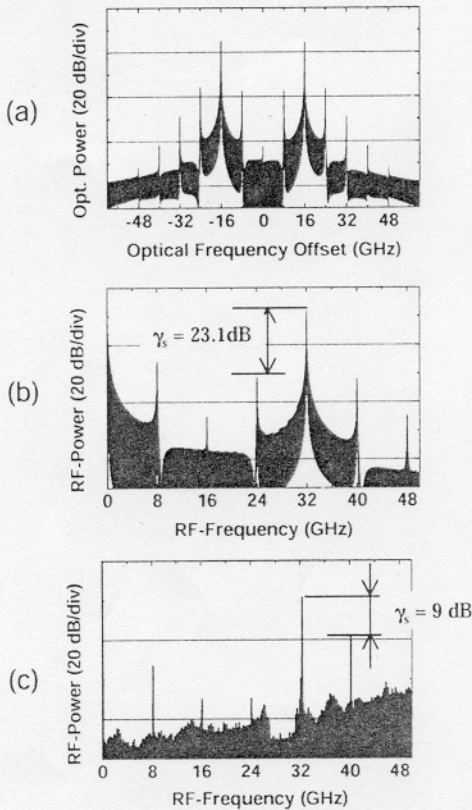 (a)
Opt. Power (20 dB/div)
-48 -32 -16 0 16 32 48
Optical Frequency Offset (GHz)
(b)
RF-Power (20 dB/div)
γs = 23.1dB
0 8 16 24 32 40 48
RF-Frequency (GHz)
(c)
RF-Power (20 dB/div)
γs = 9 dB
0 8 16 24 32 40 48
RF-Frequency (GHz)